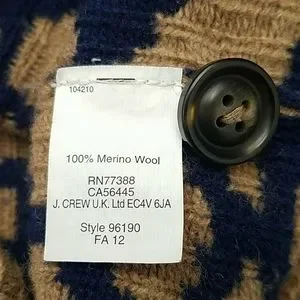 104210
100% Merino Wool
RN77388
CA56445
J. CREW U.K. Ltd EC4V 6JA
Style 96190
FA 12